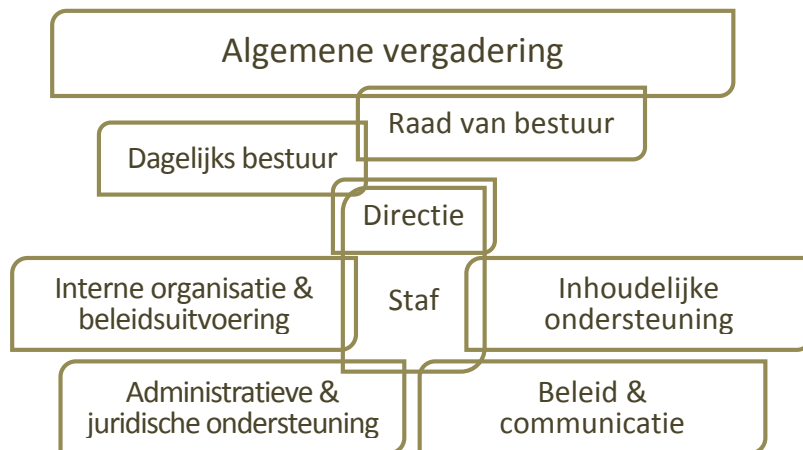 Algemene vergadering
Raad van bestuur
Dagelijks bestuur
Directie
Interne organisatie &
beleidsuitvoering
Staf
Inhoudelijke
ondersteuning
Administratieve &
juridische ondersteuning
Beleid &
communicatie